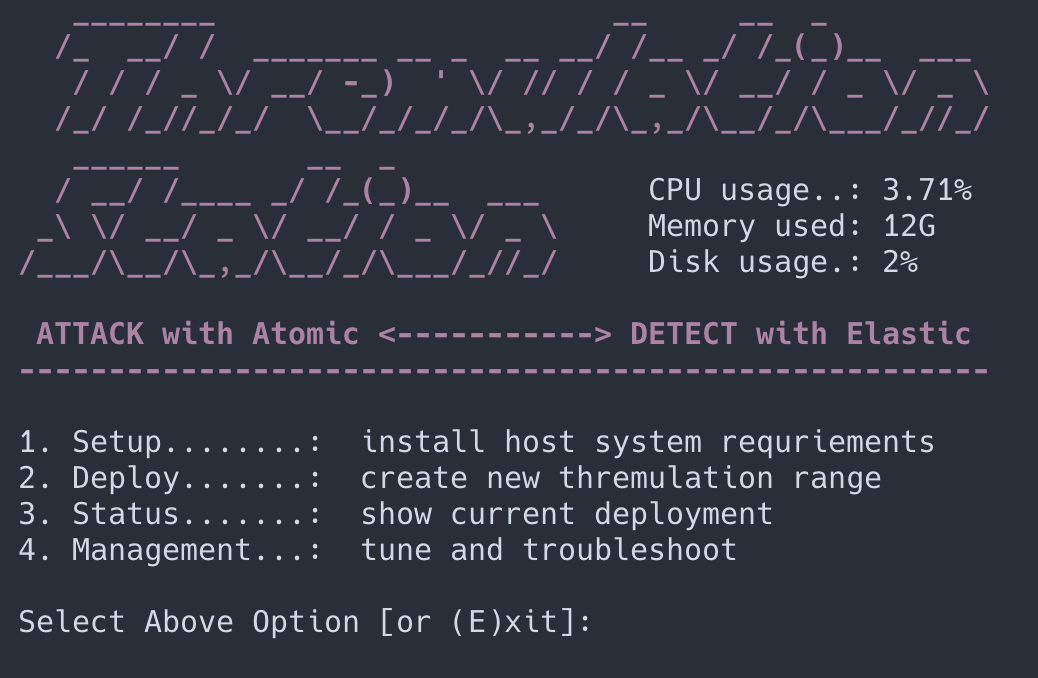 Thremulation
Station
CPU usage..: 3.71%
Memory used: 12G
Disk usage.: 2%
ATTACK with Atomic <-----------> DETECT with Elastic
------------------------------------------------------
1. Setup........:  install host system requriements
2. Deploy.......:  create new thremulation range
3. Status.......:  show current deployment
4. Management...:  tune and troubleshoot
Select Above Option [or (E)xit]: